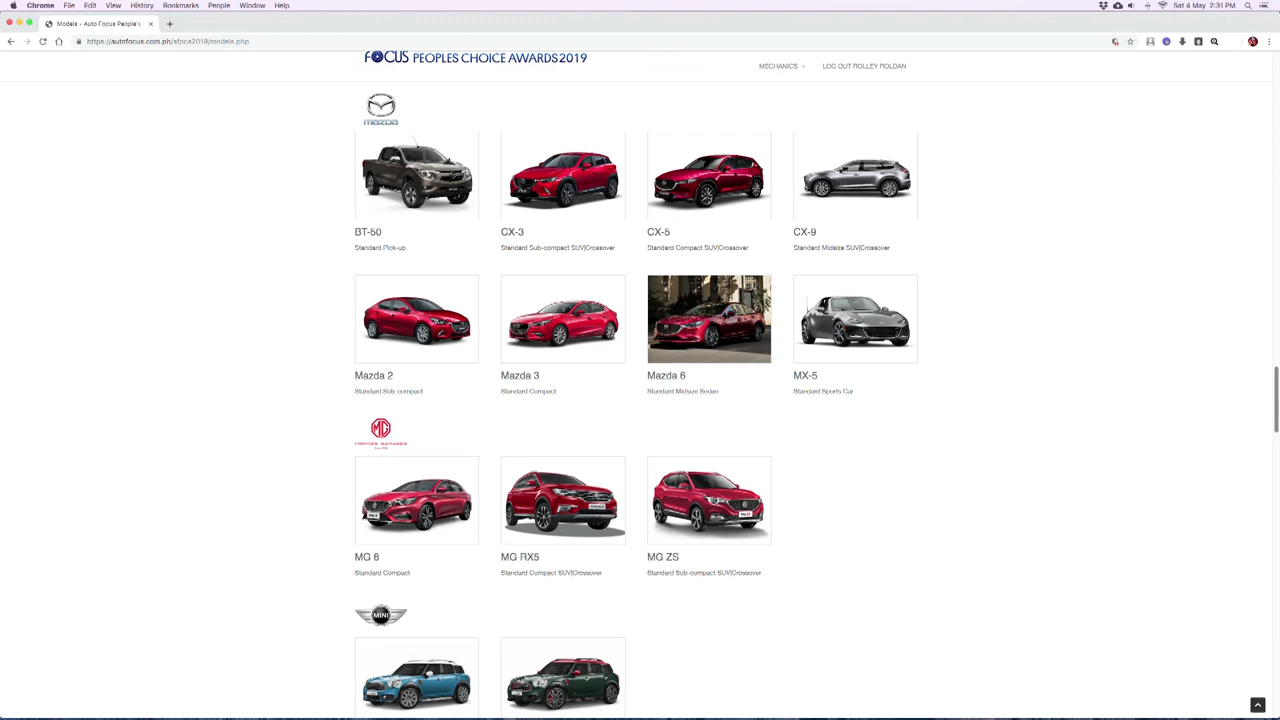 Chrome File Edit View History Bookmarks People Window Help
Sat 4 May 2:31 PM
Models - Auto Focus People's
https://autofocus.com.ph/afpca2019/models.php
FOCUS PEOPLES CHOICE AWARDS 2019
MECHANICS
LOG OUT ROLLEY ROLDAN
mazda
BT-50 CX-3 CX-5 CX-9
Standard Pick-up Standard Sub-compact SUV|Crossover Standard Compact SUV|Crossover Standard Midsize SUV|Crossover
Mazda 2 Mazda 3 Mazda 6 MX-5
Standard Sub-compact Standard Compact Standard Midsize Sedan Standard Sports Car
MG
MORRIS GARAGES
MG 6 MG RX5 MG ZS
Standard Compact Standard Compact SUV|Crossover Standard Sub-compact SUV|Crossover
MINI